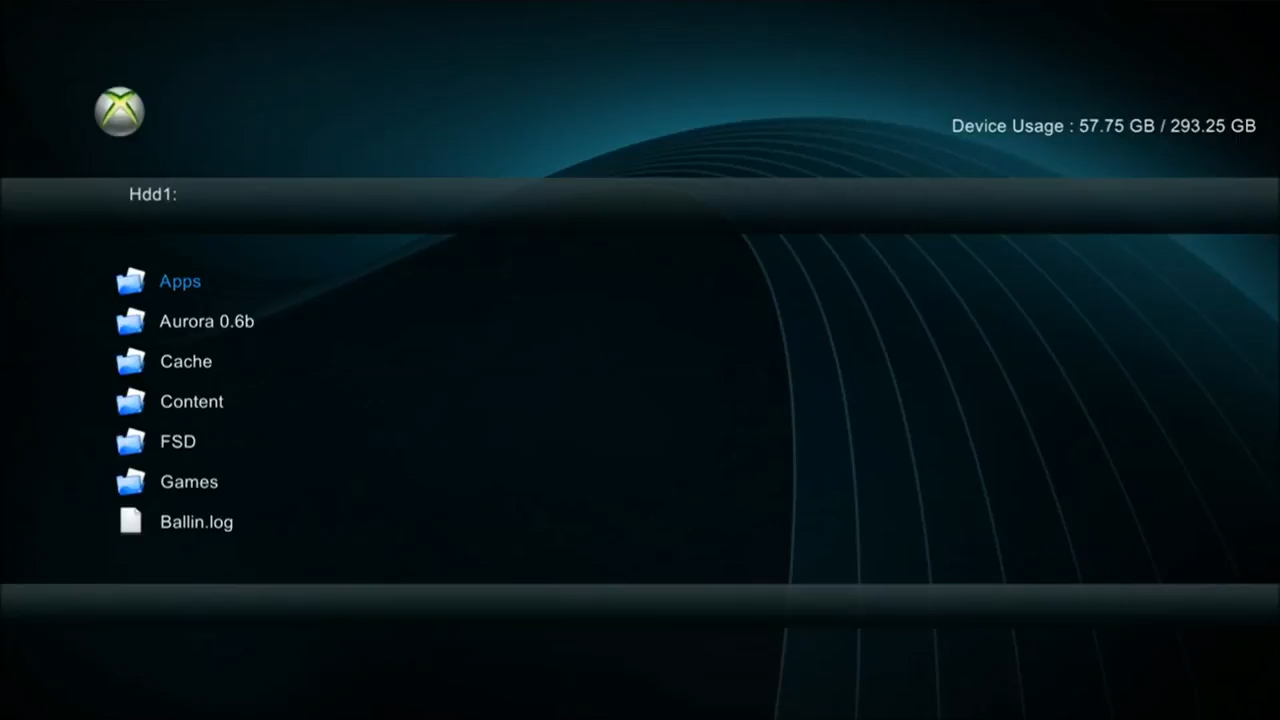 Device Usage : 57.75 GB / 293.25 GB
Hdd1:
Apps
Aurora 0.6b
Cache
Content
FSD
Games
Ballin.log